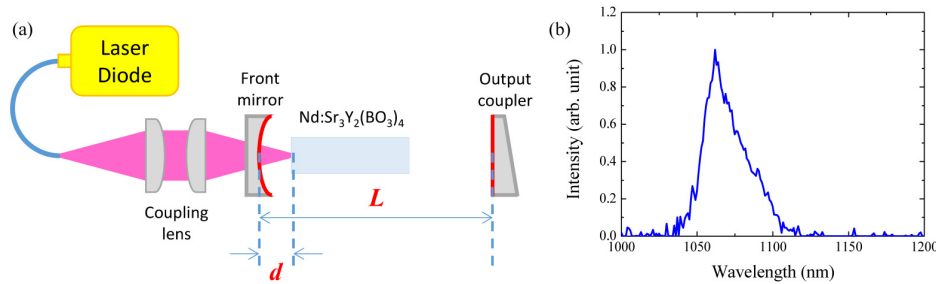 (a)
Laser
Diode
Front
mirror
Nd:Sr₃Y₂(BO₃)₄
Output
coupler
Coupling
lens
L
d
(b)
Intensity (arb. unit)
1.2
1.0
0.8
0.6
0.4
0.2
0.0
1000
1050
1100
1150
1200
Wavelength (nm)